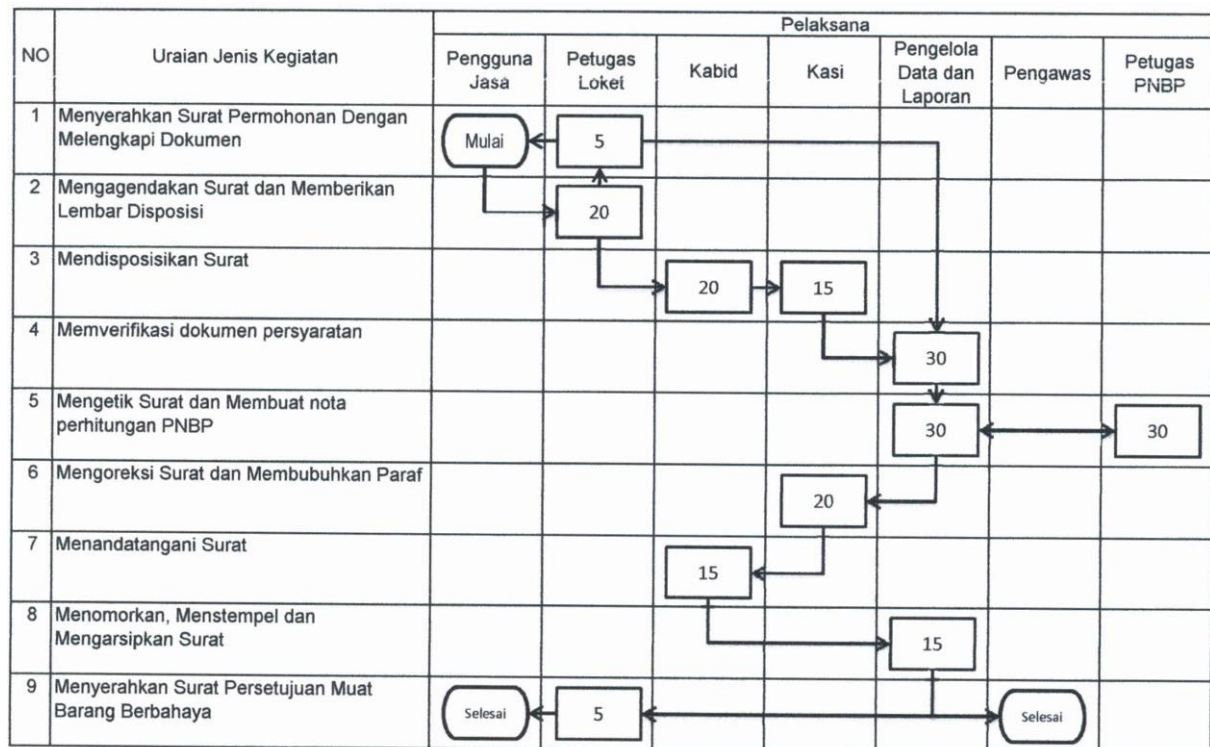 Pelaksana
NO
Uraian Jenis Kegiatan
Pengguna
Jasa
Petugas
Loket
Kabid
Kasi
Pengelola
Data dan
Laporan
Pengawas
Petugas
PNBP
1
Menyerahkan Surat Permohonan Dengan
Melengkapi Dokumen
Mulai
5
2
Mengagendakan Surat dan Memberikan
Lembar Disposisi
20
3
Mendisposisikan Surat
20
15
4
Memverifikasi dokumen persyaratan
30
5
Mengetik Surat dan Membuat nota
perhitungan PNBP
30
30
6
Mengoreksi Surat dan Membubuhkan Paraf
20
7
Menandatangani Surat
15
8
Menomorkan, Menstempel dan
Mengarsipkan Surat
15
9
Menyerahkan Surat Persetujuan Muat
Barang Berbahaya
Selesai
5
Selesai